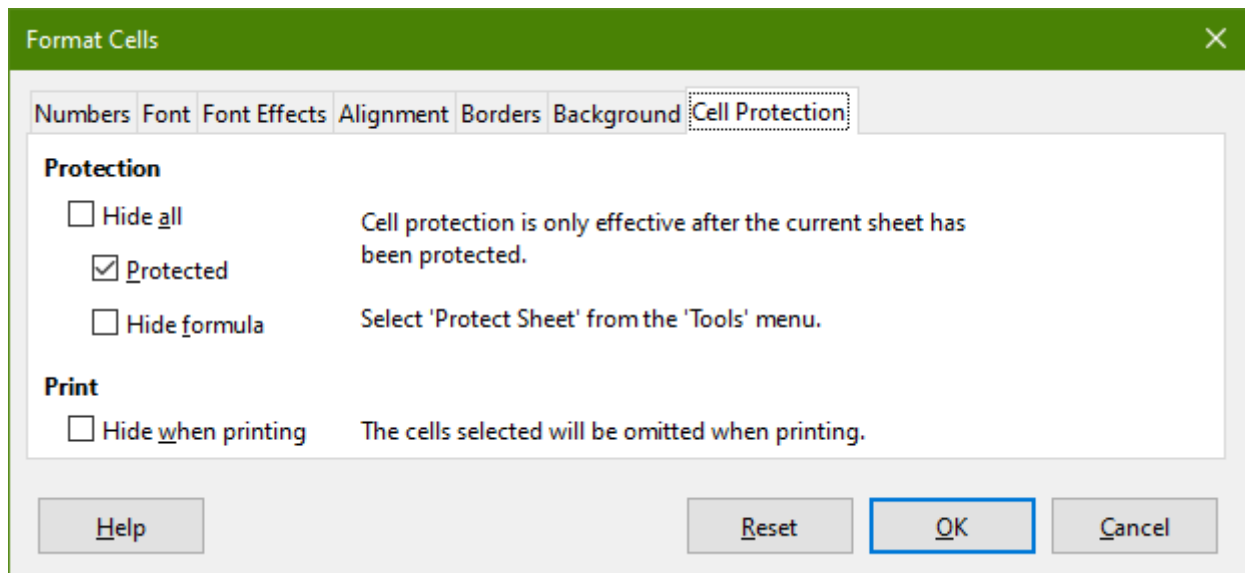 Format Cells
Numbers Font Font Effects Alignment Borders Background Cell Protection
Protection
Hide all
Cell protection is only effective after the current sheet has
been protected.
Protected
Hide formula
Select 'Protect Sheet' from the 'Tools' menu.
Print
Hide when printing
The cells selected will be omitted when printing.
Help
Reset
OK
Cancel